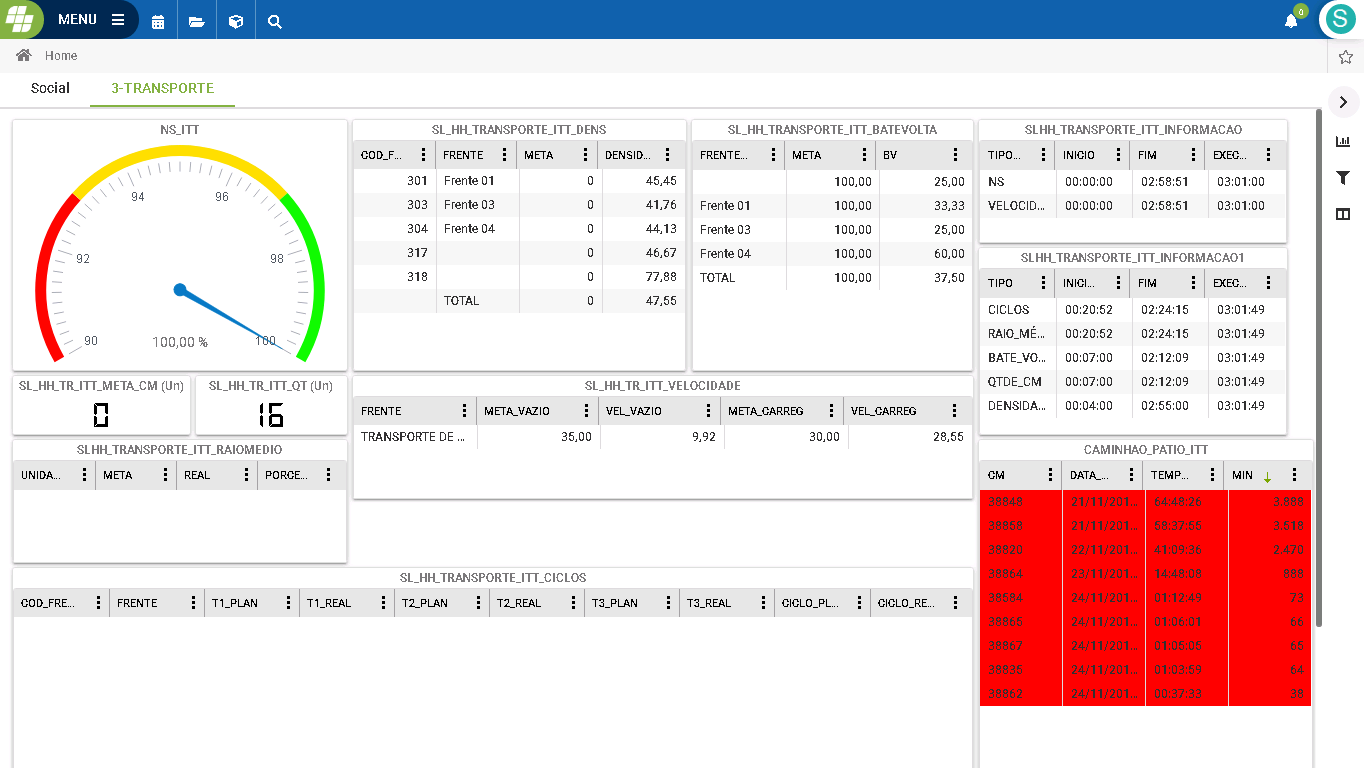 MENU
0
S
Home
Social
3-TRANSPORTE
NS_ITT
94
96
92
98
90
100
100,00 %
SL_HH_TRANSPORTE_ITT_DENS
COD_F... FRENTE META DENSID...
301 Frente 01 0 45,45
303 Frente 03 0 41,76
304 Frente 04 0 44,13
317 0 46,67
318 0 77,88
TOTAL 0 47,55
SL_HH_TRANSPORTE_ITT_BATEVOLTA
FRENTE... META BV
100,00 25,00
Frente 01 100,00 33,33
Frente 03 100,00 25,00
Frente 04 100,00 60,00
TOTAL 100,00 37,50
SLHH_TRANSPORTE_ITT_INFORMACAO
TIPO... INICIO FIM EXEC...
NS 00:00:00 02:58:51 03:01:00
VELOCID... 00:00:00 02:58:51 03:01:00
SLHH_TRANSPORTE_ITT_INFORMACAO1
TIPO INICI... FIM EXEC...
CICLOS 00:20:52 02:24:15 03:01:49
RAIO_MÉ... 00:20:52 02:24:15 03:01:49
BATE_VO... 00:07:00 02:12:09 03:01:49
QTDE_CM 00:07:00 02:12:09 03:01:49
DENSIDA... 00:04:00 02:55:00 03:01:49
SL_HH_TR_ITT_META_CM (Un)
0
SL_HH_TR_ITT_QT (Un)
16
SL_HH_TR_ITT_VELOCIDADE
FRENTE META_VAZIO VEL_VAZIO META_CARREG VEL_CARREG
TRANSPORTE DE ... 35,00 9,92 30,00 28,55
SLHH_TRANSPORTE_ITT_RAIOMEDIO
UNIDA... META REAL PORCE...
CAMINHAO_PATIO_ITT
CM DATA_... TEMP... MIN
38848 21/11/201... 64:48:26 3.888
38858 21/11/201... 58:37:55 3.518
38820 22/11/201... 41:09:36 2.470
38864 23/11/201... 14:48:08 888
38584 24/11/201... 01:12:49 73
38865 24/11/201... 01:06:01 66
38867 24/11/201... 01:05:05 65
38835 24/11/201... 01:03:59 64
38862 24/11/201... 00:37:33 38
SL_HH_TRANSPORTE_ITT_CICLOS
COD_FRE... FRENTE T1_PLAN T1_REAL T2_PLAN T2_REAL T3_PLAN T3_REAL CICLO_PL... CICLO_RE...